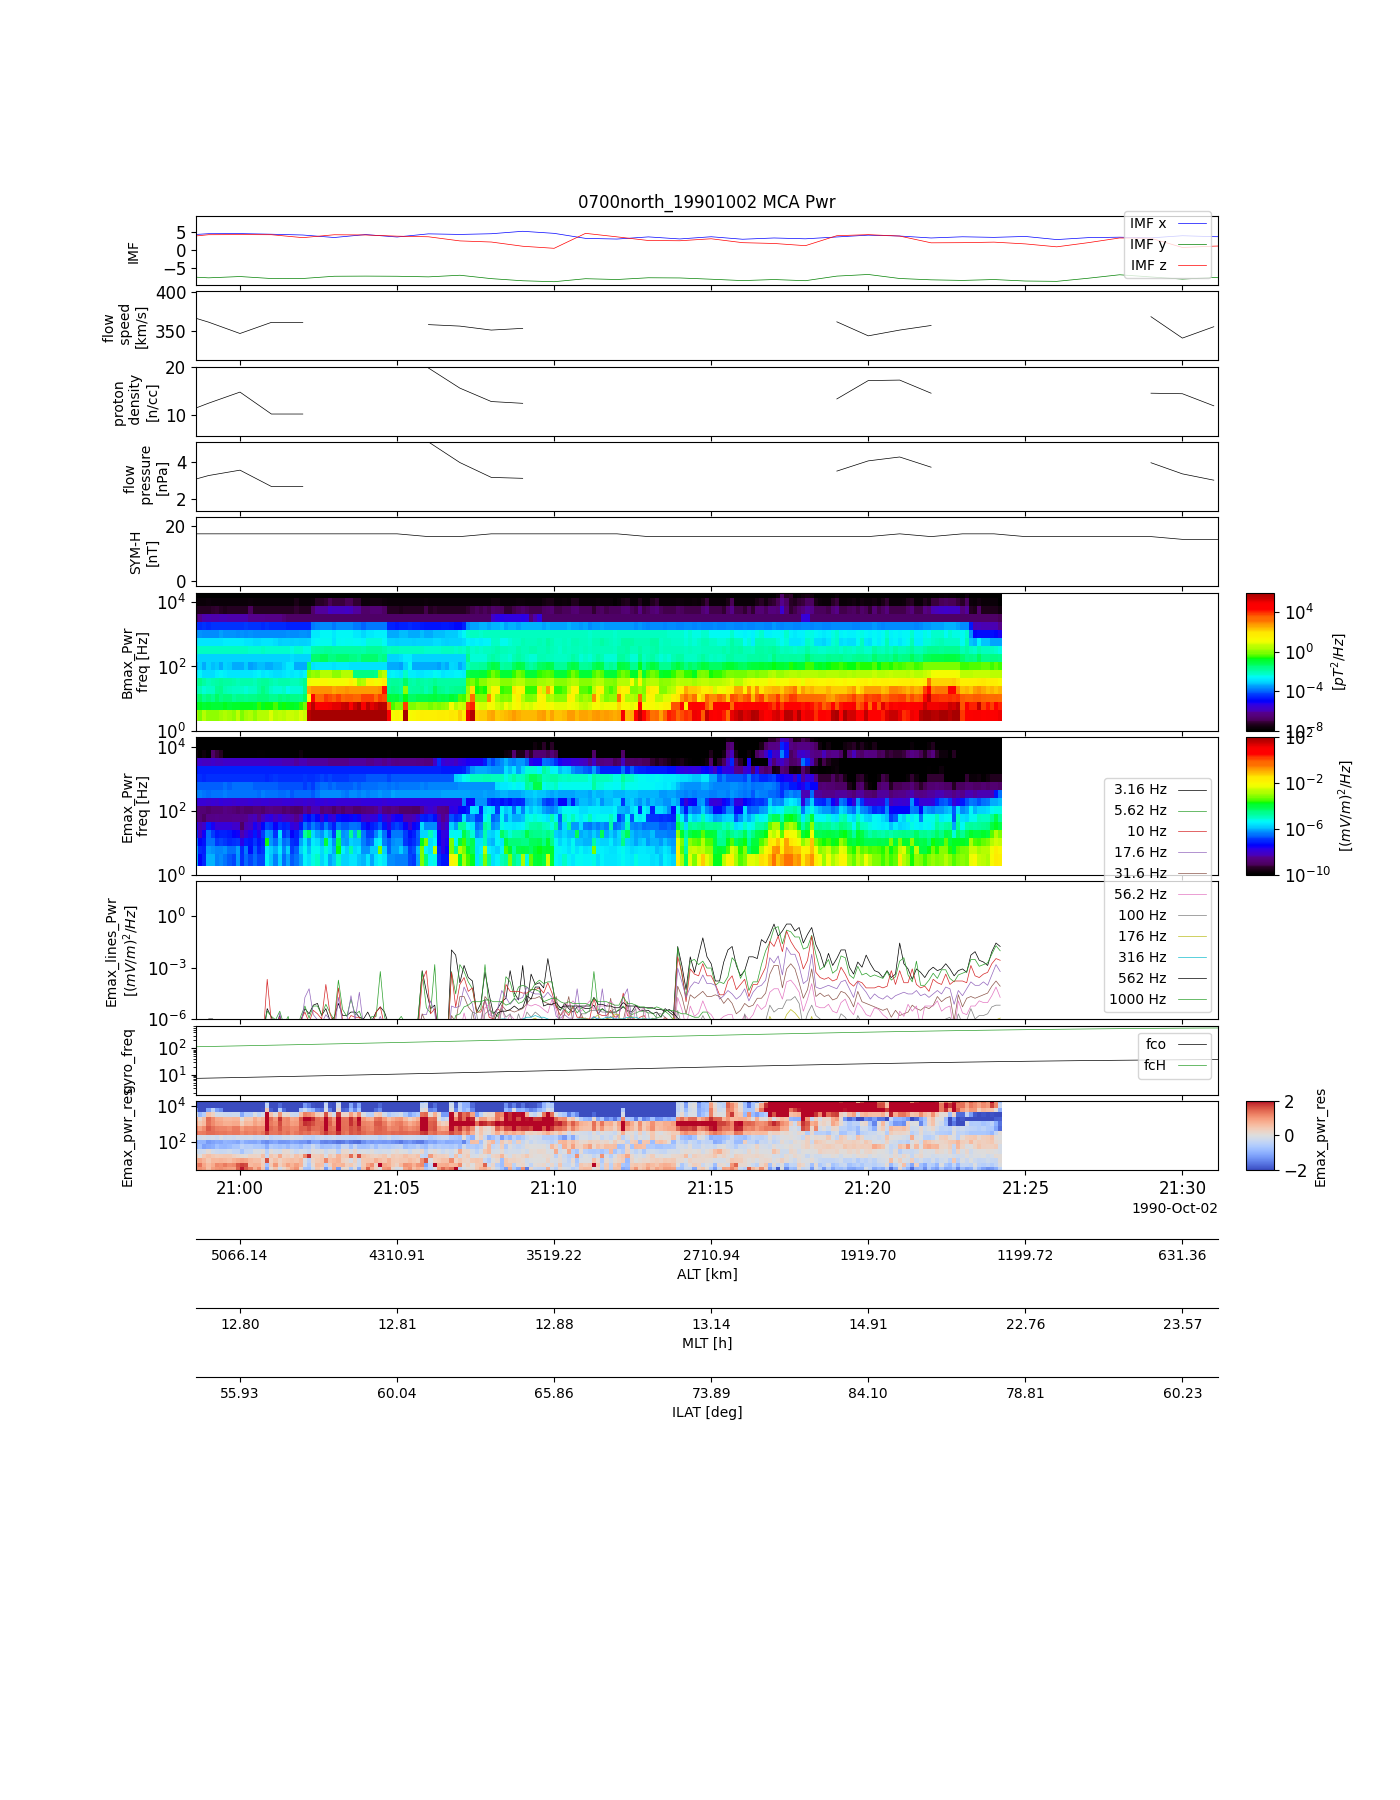 0700north_19901002 MCA Pwr
IMF
5
0
−5
IMF x
IMF y
IMF z
flow
speed
[km/s]
400
350
proton
density
[n/cc]
20
10
flow
pressure
[nPa]
4
2
SYM-H
[nT]
20
0
Bmax_Pwr
freq [Hz]
10^4
10^2
10^0
10^4
10^0
10^−4
10^−8
[pT^2/Hz]
Emax_Pwr
freq [Hz]
10^4
10^2
10^0
10^2
10^−2
10^−6
10^−10
[(mV/m)^2/Hz]
3.16 Hz
5.62 Hz
10 Hz
17.6 Hz
31.6 Hz
56.2 Hz
100 Hz
176 Hz
316 Hz
562 Hz
1000 Hz
Emax_lines_Pwr
[(mV/m)^2/Hz]
10^0
10^−3
10^−6
gyro_freq
10^2
10^1
fco
fcH
Emax_pwr_res
10^4
10^2
2
0
−2
Emax_pwr_res
21:00 21:05 21:10 21:15 21:20 21:25 21:30
1990-Oct-02
5066.14 4310.91 3519.22 2710.94 1919.70 1199.72 631.36
ALT [km]
12.80 12.81 12.88 13.14 14.91 22.76 23.57
MLT [h]
55.93 60.04 65.86 73.89 84.10 78.81 60.23
ILAT [deg]